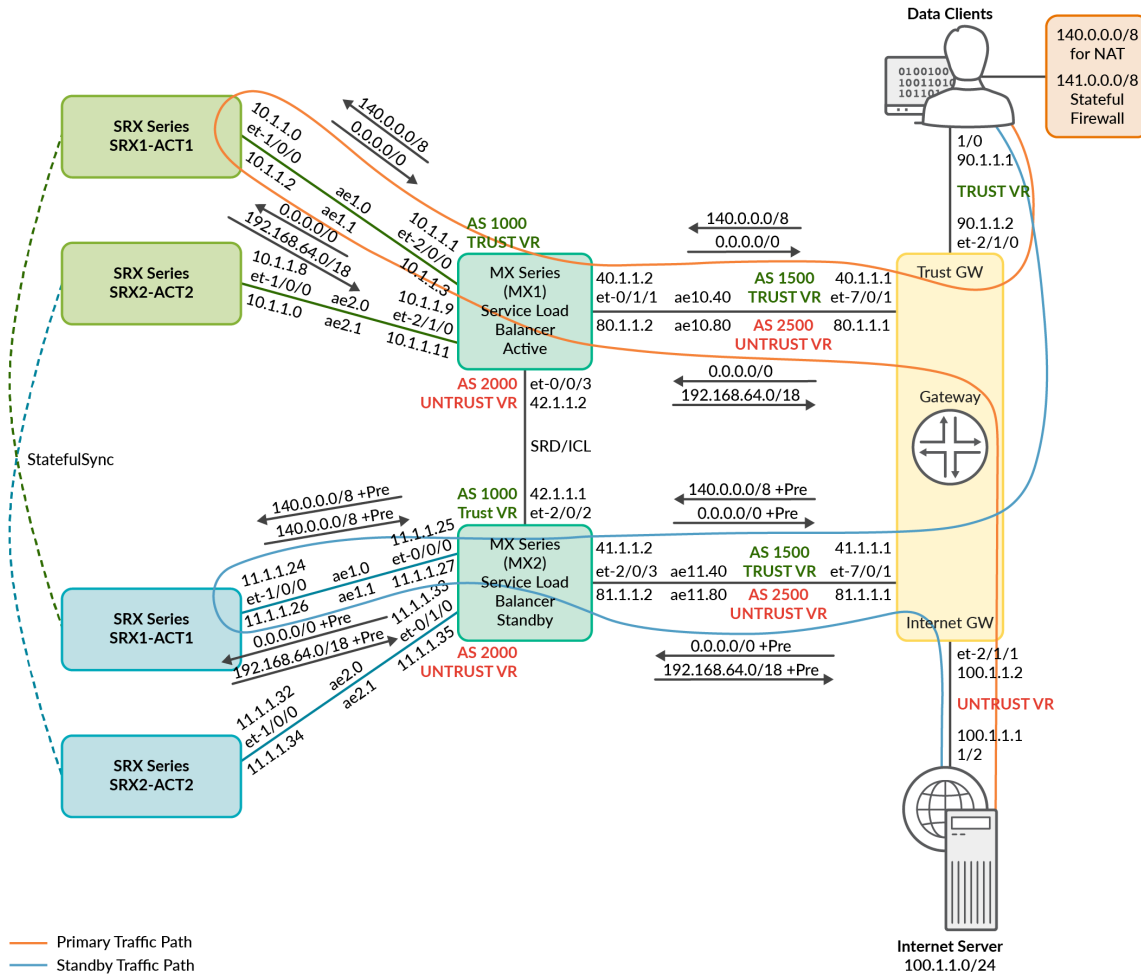 Data Clients
140.0.0.0/8
for NAT
141.0.0.0/8
Stateful
Firewall
0100100
10011010
10110
1/0
90.1.1.1
TRUST VR
90.1.1.2
et-2/1/0
SRX Series
SRX1-ACT1
10.1.1.0
et-1/0/0
10.1.1.2
140.0.0.0/8
0.0.0.0/0
ae1.0
ae1.1
10.1.1.1
et-2/0/0
10.1.1.3
AS 1000
TRUST VR
0.0.0.0/0
192.168.64.0/18
SRX Series
SRX2-ACT2
10.1.1.8
et-1/0/0
10.1.1.0
ae2.0
ae2.1
10.1.1.9
et-2/1/0
10.1.1.11
MX Series
(MX1)
Service Load
Balancer
Active
140.0.0.0/8
0.0.0.0/0
40.1.1.2
et-0/1/1
80.1.1.2
ae10.40
ae10.80
AS 1500
TRUST VR
AS 2500
UNTRUST VR
40.1.1.1
et-7/0/1
80.1.1.1
Trust GW
0.0.0.0/0
192.168.64.0/18
Gateway
AS 2000
UNTRUST VR
et-0/0/3
42.1.1.2
SRD/ICL
StatefulSync
AS 1000
Trust VR
42.1.1.1
et-2/0/2
140.0.0.0/8 +Pre
0.0.0.0/0 +Pre
140.0.0.0/8 +Pre
140.0.0.0/8 +Pre
11.1.1.25
et-0/0/0
11.1.1.27
11.1.1.24
et-1/0/0
11.1.1.26
ae1.0
ae1.1
MX Series
(MX2)
Service Load
Balancer
Standby
41.1.1.2
et-2/0/3
81.1.1.2
ae11.40
ae11.80
AS 1500
TRUST VR
AS 2500
UNTRUST VR
41.1.1.1
et-7/0/1
81.1.1.1
Internet GW
SRX Series
SRX1-ACT1
0.0.0.0/0 +Pre
192.168.64.0/18 +Pre
11.1.1.33
et-0/1/0
11.1.1.35
AS 2000
UNTRUST VR
0.0.0.0/0 +Pre
192.168.64.0/18 +Pre
et-2/1/1
100.1.1.2
UNTRUST VR
100.1.1.1
1/2
11.1.1.32
et-1/0/0
11.1.1.34
ae2.0
ae2.1
SRX Series
SRX2-ACT2
Primary Traffic Path
Standby Traffic Path
Internet Server
100.1.1.0/24